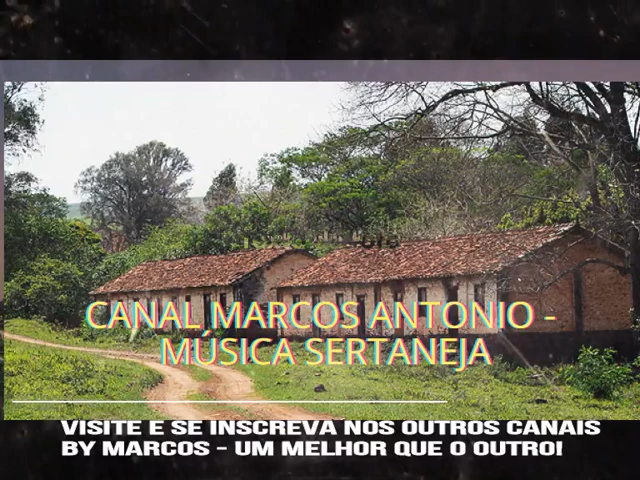 CANAL MARCOS ANTONIO -
MÚSICA SERTANEJA
VISITE E SE INSCREVA NOS OUTROS CANAIS
BY MARCOS - UM MELHOR QUE O OUTRO!